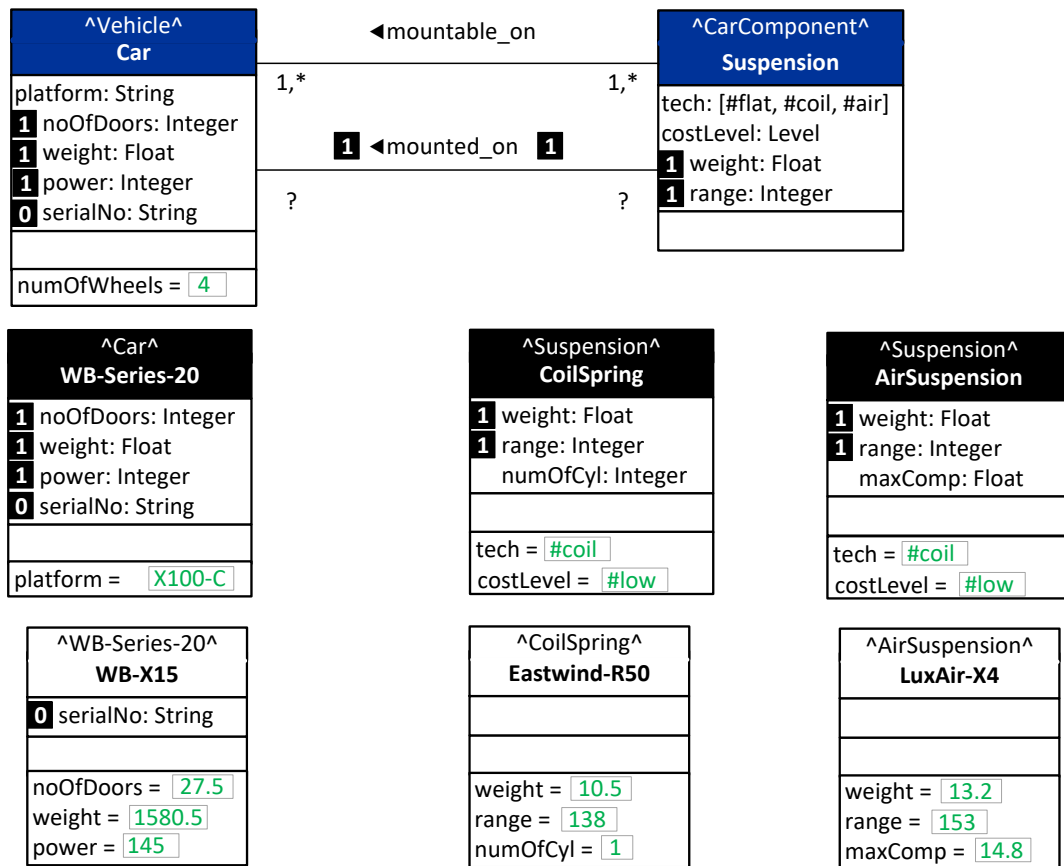 ^Vehicle^
Car
platform: String
1 noOfDoors: Integer
1 weight: Float
1 power: Integer
0 serialNo: String
numOfWheels = 4
◄mountable_on
1,*
1,*
1 ◄mounted_on 1
?
?
^CarComponent^
Suspension
tech: [#flat, #coil, #air]
costLevel: Level
1 weight: Float
1 range: Integer
^Car^
WB-Series-20
1 noOfDoors: Integer
1 weight: Float
1 power: Integer
0 serialNo: String
platform = X100-C
^Suspension^
CoilSpring
1 weight: Float
1 range: Integer
numOfCyl: Integer
tech = #coil
costLevel = #low
^Suspension^
AirSuspension
1 weight: Float
1 range: Integer
maxComp: Float
tech = #coil
costLevel = #low
^WB-Series-20^
WB-X15
0 serialNo: String
noOfDoors = 27.5
weight = 1580.5
power = 145
^CoilSpring^
Eastwind-R50
weight = 10.5
range = 138
numOfCyl = 1
^AirSuspension^
LuxAir-X4
weight = 13.2
range = 153
maxComp = 14.8